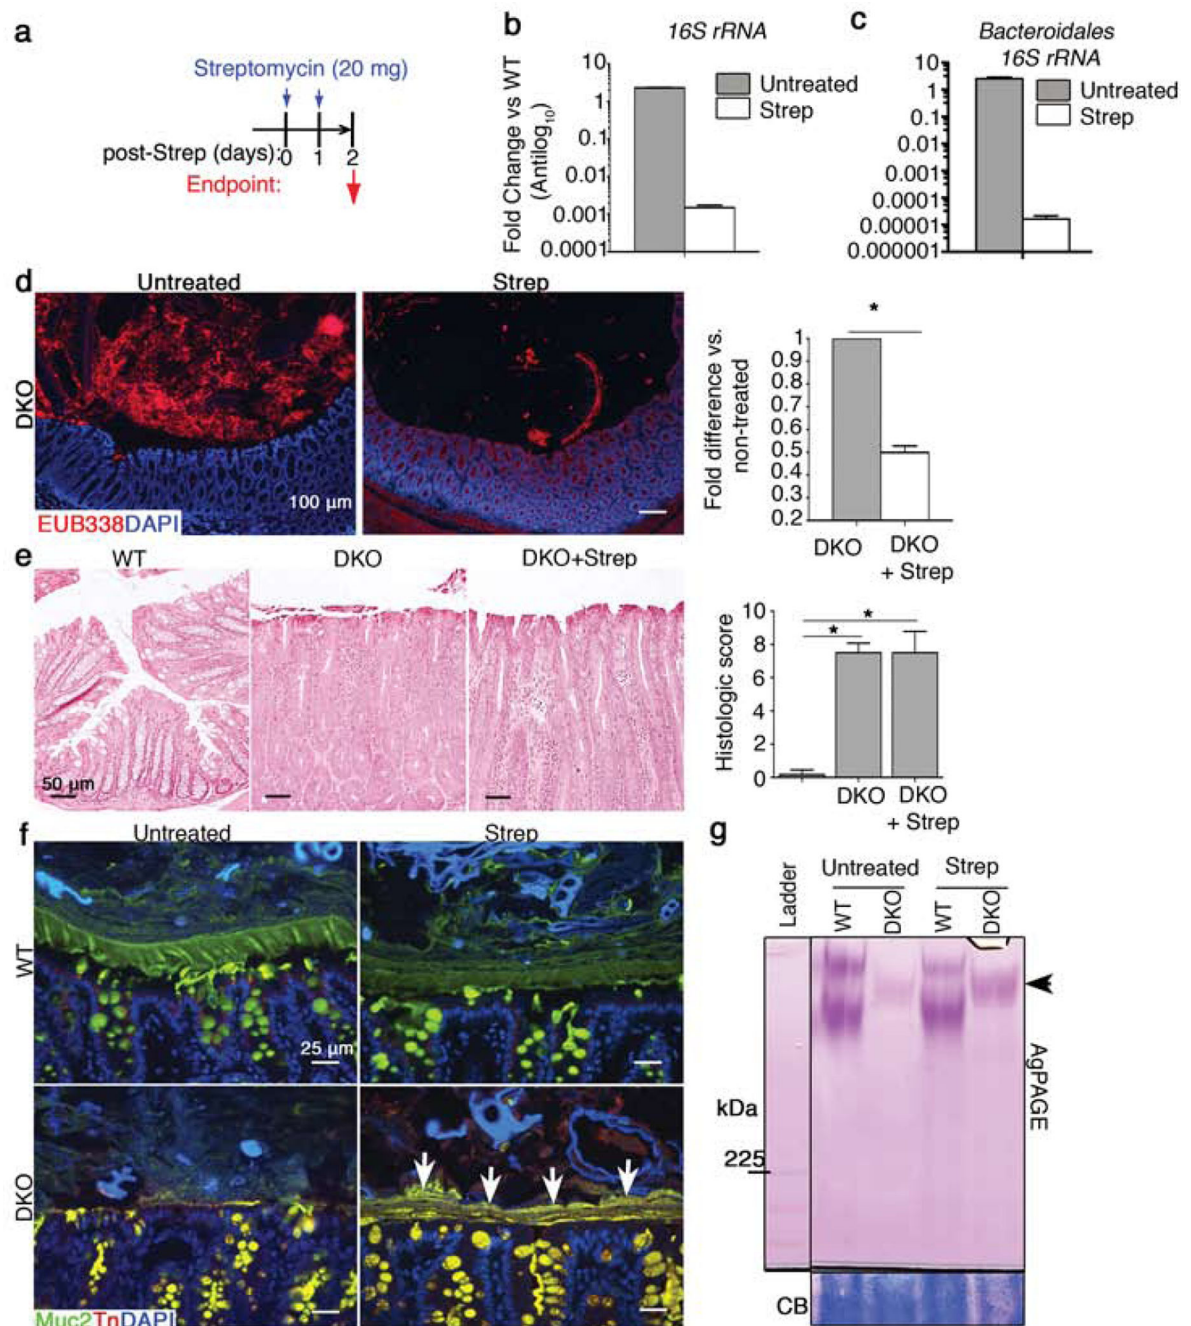 a
Streptomycin (20 mg)
post-Strep (days):
0 1 2
Endpoint:
b
16S rRNA
Fold Change vs WT
(Antilog10)
10
1
0.1
0.01
0.001
0.0001
Untreated
Strep
c
Bacteroidales
16S rRNA
10
1
0.1
0.01
0.001
0.0001
0.00001
0.000001
Untreated
Strep
d
Untreated
Strep
DKO
100 µm
EUB338DAPI
Fold difference vs.
non-treated
*
1
0.9
0.8
0.7
0.6
0.5
0.4
0.3
0.2
DKO
DKO
+ Strep
e
WT
DKO
DKO+Strep
50 µm
Histologic score
10
8
6
4
2
0
*
*
DKO
DKO
+ Strep
f
Untreated
Strep
WT
25 µm
DKO
Muc2TnDAPI
g
Ladder
Untreated
Strep
WT
DKO
WT
DKO
kDa
225
AgPAGE
CB